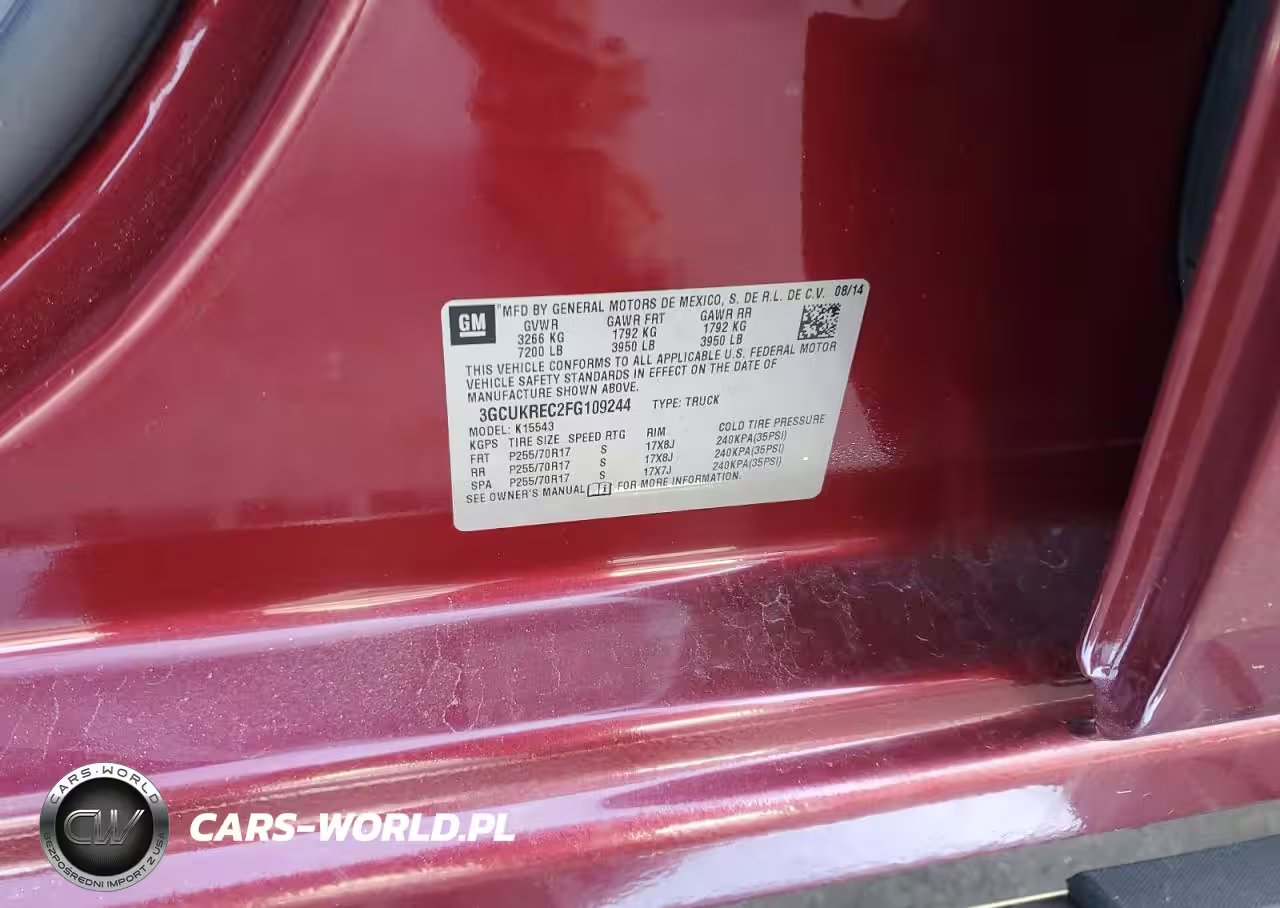 GM
"MFD BY GENERAL MOTORS DE MEXICO, S. DE R.L. DE C.V. 08/14
GVWR GAWR FRT GAWR RR
3266 KG 1792 KG 1792 KG
7200 LB 3950 LB 3950 LB
THIS VEHICLE CONFORMS TO ALL APPLICABLE U.S. FEDERAL MOTOR
VEHICLE SAFETY STANDARDS IN EFFECT ON THE DATE OF
MANUFACTURE SHOWN ABOVE.
3GCUKREC2FG109244 TYPE: TRUCK
MODEL: K15543
KGPS TIRE SIZE SPEED RTG RIM COLD TIRE PRESSURE
FRT P255/70R17 S 17X8J 240KPA(35PSI)
RR P255/70R17 S 17X8J 240KPA(35PSI)
SPA P255/70R17 S 17X7J 240KPA(35PSI)
SEE OWNER'S MANUAL FOR MORE INFORMATION.
CARS-WORLD
CW
BEZPOŚREDNI IMPORT Z USA
CARS-WORLD.PL